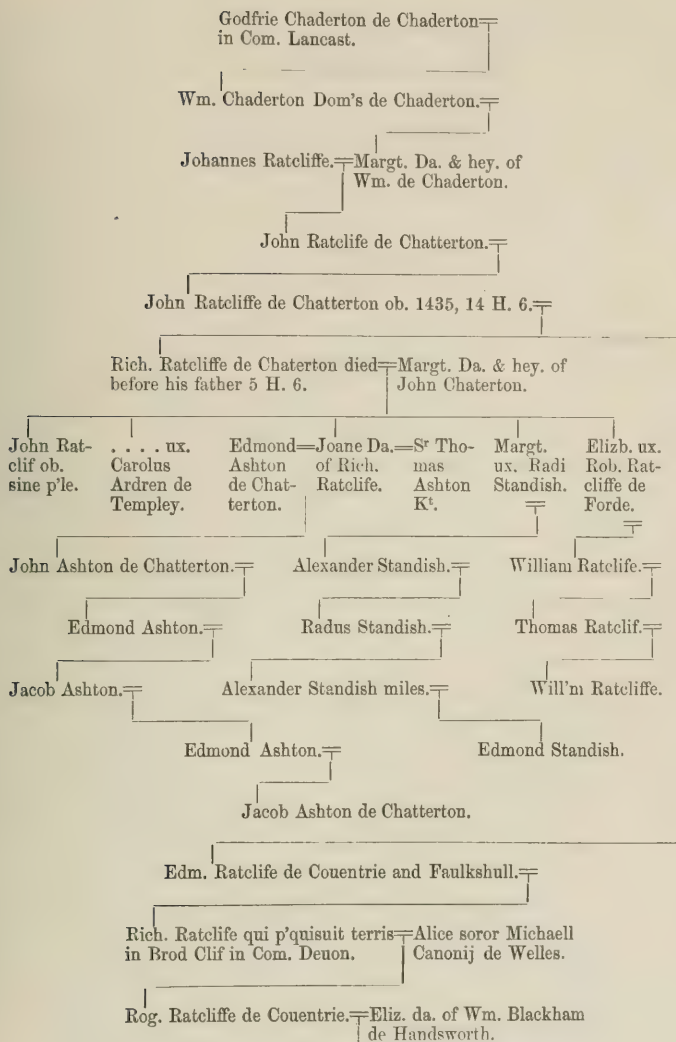 Godfrie Chaderton de Chaderton
in Com. Lancast.
Wm. Chaderton Dom's de Chaderton.
Johannes Ratcliffe. Margt. Da. & hey. of
Wm. de Chaderton.
John Ratclife de Chatterton.
John Ratcliffe de Chatterton ob. 1435, 14 H. 6.
Rich. Ratcliffe de Chaterton died
before his father 5 H. 6.
Margt. Da. & hey. of
John Chaterton.
John Rat-
clif ob.
sine p'le.
. . . . ux.
Carolus
Ardren de
Templey.
Edmond
Ashton
de Chat-
terton.
Joane Da.
of Rich.
Ratclife.
Sr Tho-
mas
Ashton
Kt.
Margt.
ux. Radi
Standish.
Elizb. ux.
Rob. Rat-
cliffe de
Forde.
John Ashton de Chatterton. Alexander Standish. William Ratclife.
Edmond Ashton. Radus Standish. Thomas Ratclif.
Jacob Ashton. Alexander Standish miles. Will'm Ratcliffe.
Edmond Ashton. Edmond Standish.
Jacob Ashton de Chatterton.
Edm. Ratclife de Couentrie and Faulkshull.
Rich. Ratclife qui p'quisuit terris
in Brod Clif in Com. Deuon.
Alice soror Michaell
Canonij de Welles.
Rog. Ratcliffe de Couentrie. Eliz. da. of Wm. Blackham
de Handsworth.